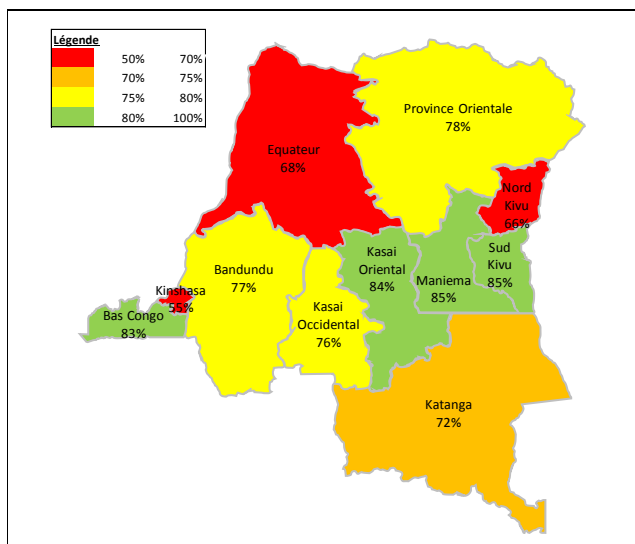 Légende
50% 70%
70% 75%
75% 80%
80% 100%
Province Orientale
78%
Equateur
68%
Nord
Kivu
66%
Sud
Kivu
85%
Kasai
Oriental
84%
Maniema
85%
Bandundu
77%
Kinshasa
55%
Bas Congo
83%
Kasai
Occidental
76%
Katanga
72%